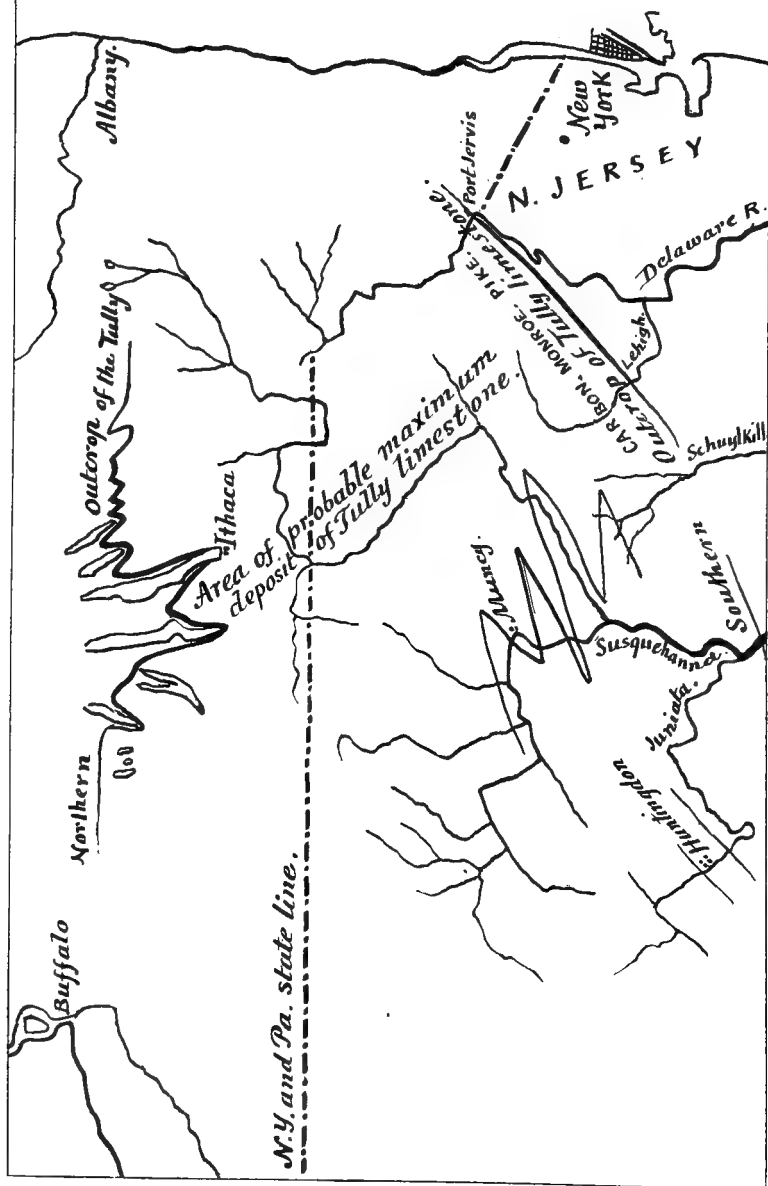 Buffalo
Northern
Outcrop of the Tully
Albany.
Ithaca
N.Y. and Pa. state line.
Area of probable maximum
deposit of Tully limestone.
Port Jervis
New
York
N. JERSEY
CARBON, MONROE, PIKE.
Outcrop of Tully limestone.
Delaware R.
Lehigh.
Schuylkill
Muncy.
Susquehanna.
Juniata.
Huntingdon
Southern